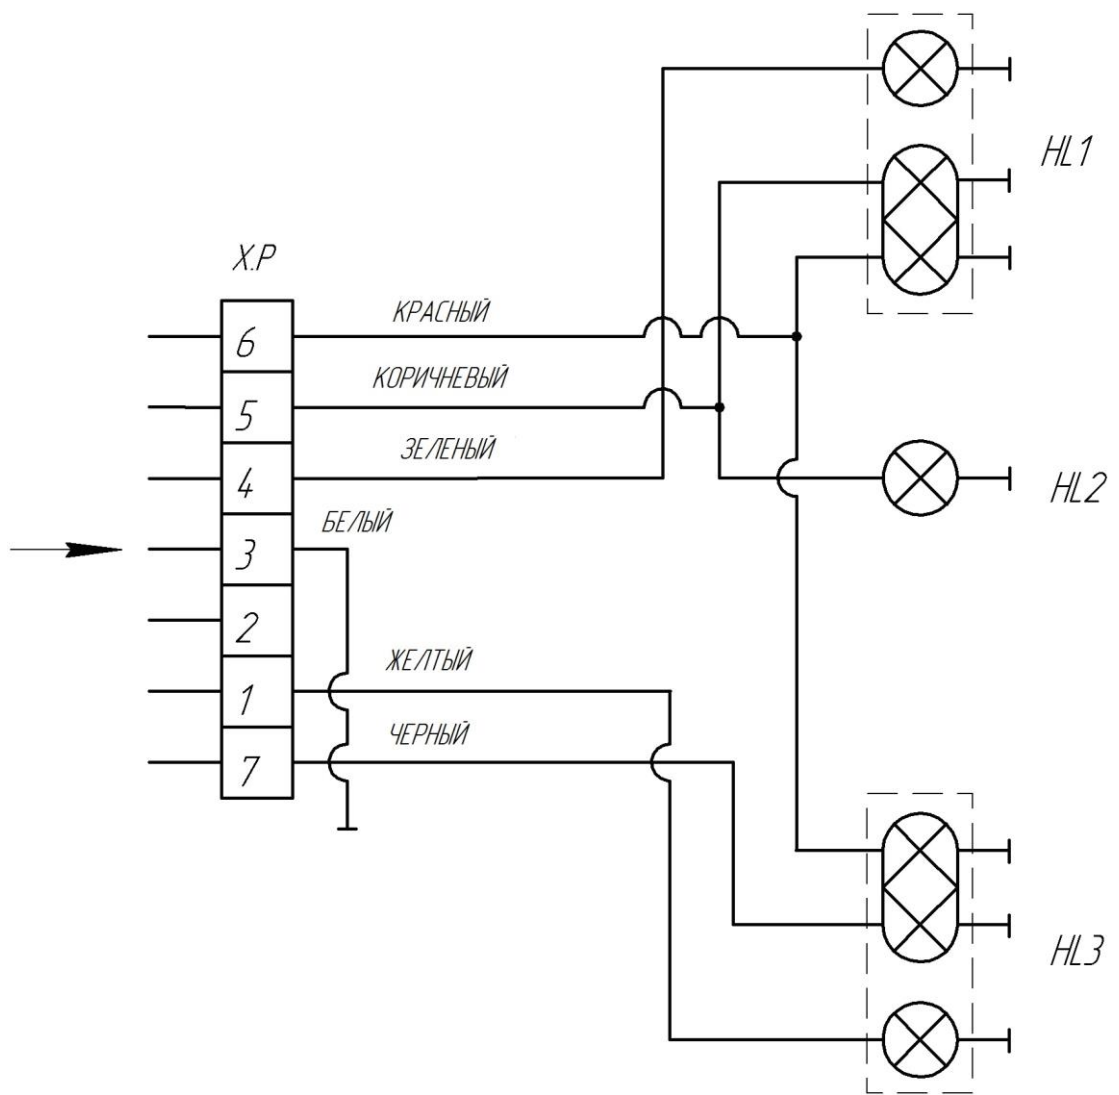 HL1
X.P
КРАСНЫЙ
6
КОРИЧНЕВЫЙ
5
ЗЕЛЕНЫЙ
4
HL2
БЕЛЫЙ
3
2
ЖЕЛТЫЙ
1
ЧЕРНЫЙ
7
HL3